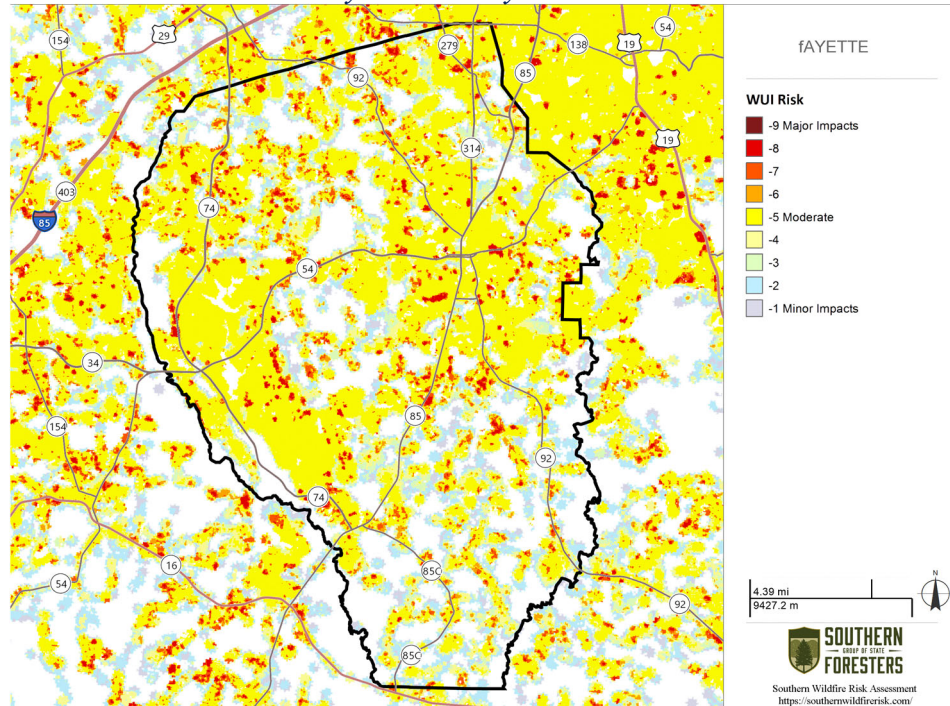 154
29
54
279
138
19
92
85
19
314
403
74
85
54
34
85
154
92
74
16
85C
54
92
85C
fAYETTE
WUI Risk
-9 Major Impacts
-8
-7
-6
-5 Moderate
-4
-3
-2
-1 Minor Impacts
4.39 mi
9427.2 m
N
SOUTHERN
GROUP OF STATE
FORESTERS
Southern Wildfire Risk Assessment
https://southernwildfirerisk.com/